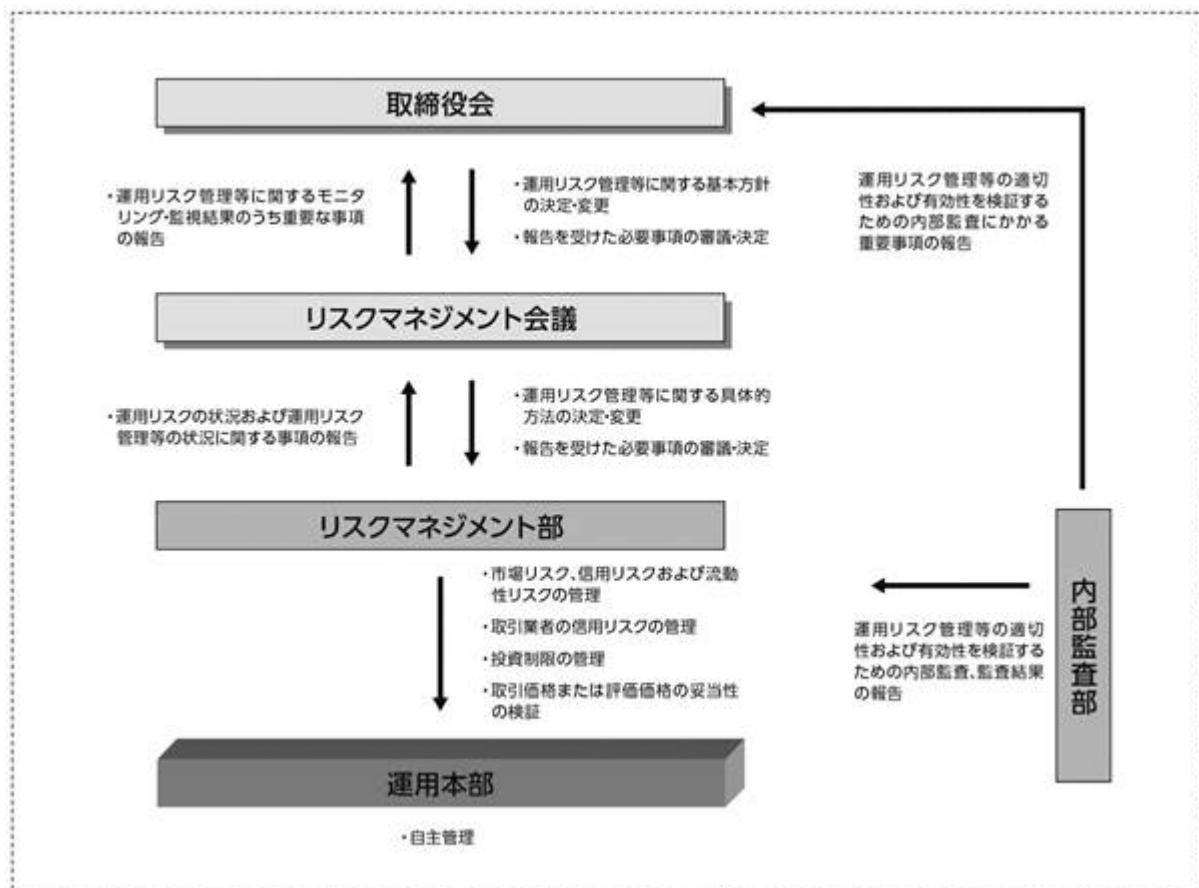 取締役会
・運用リスク管理等に関するモニタ
リング・監視結果のうち重要な事項
の報告
・運用リスク管理等に関する基本方針
の決定・変更
・報告を受けた必要事項の審議・決定
運用リスク管理等の適切
性および有効性を検証する
ための内部監査にかかる
重要事項の報告
リスクマネジメント会議
・運用リスクの状況および運用リスク
管理等の状況に関する事項の報告
・運用リスク管理等に関する具体的
方法の決定・変更
・報告を受けた必要事項の審議・決定
リスクマネジメント部
・市場リスク、信用リスクおよび流動
性リスクの管理
・取引業者の信用リスクの管理
・投資制限の管理
・取引価格または評価価格の妥当性
の検証
運用リスク管理等の適切
性および有効性を検証する
ための内部監査、監査結果
の報告
内部監査部
運用本部
・自主管理